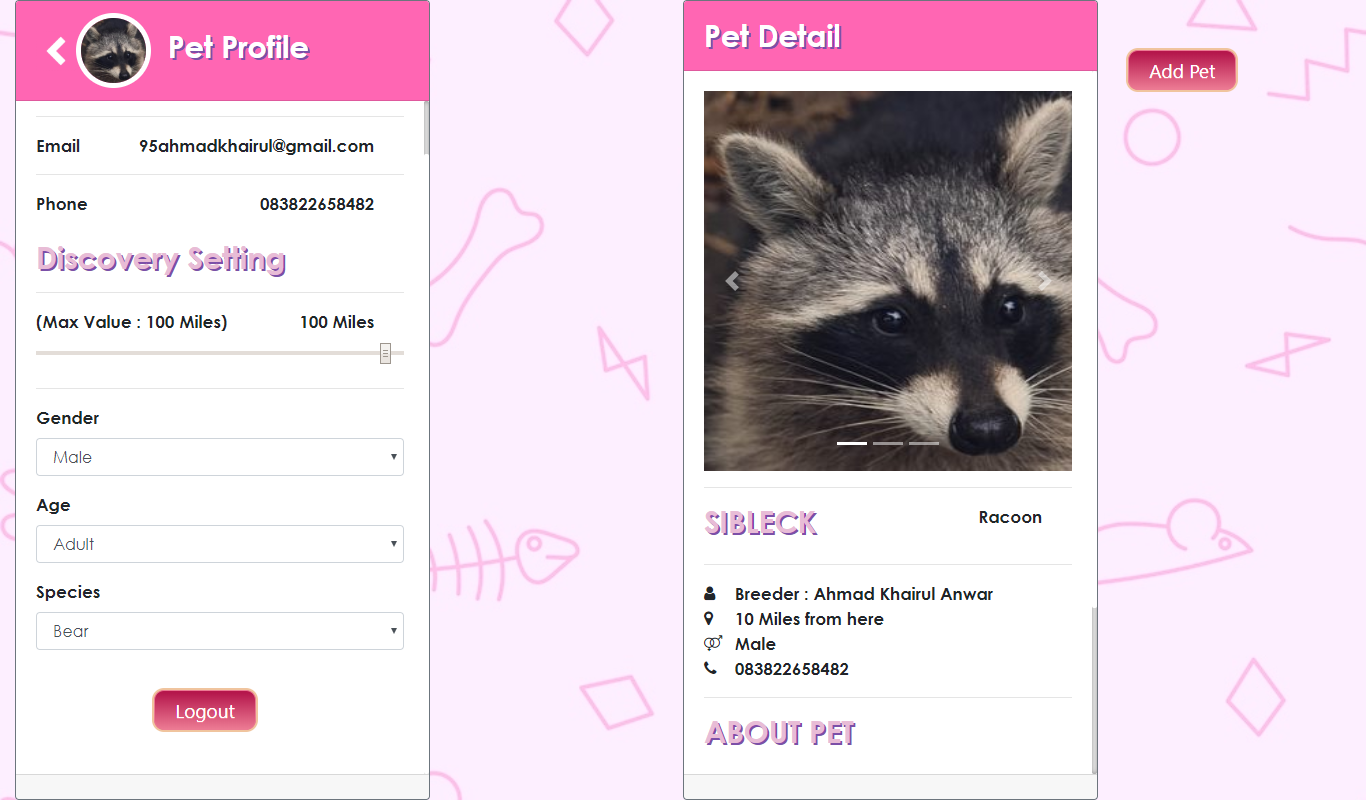 Pet Profile
Email 95ahmadkhairul@gmail.com
Phone 083822658482
Discovery Setting
(Max Value : 100 Miles) 100 Miles
Gender
Male
Age
Adult
Species
Bear
Logout
Pet Detail
SIBLECK Racoon
Breeder : Ahmad Khairul Anwar
10 Miles from here
Male
083822658482
ABOUT PET
Add Pet